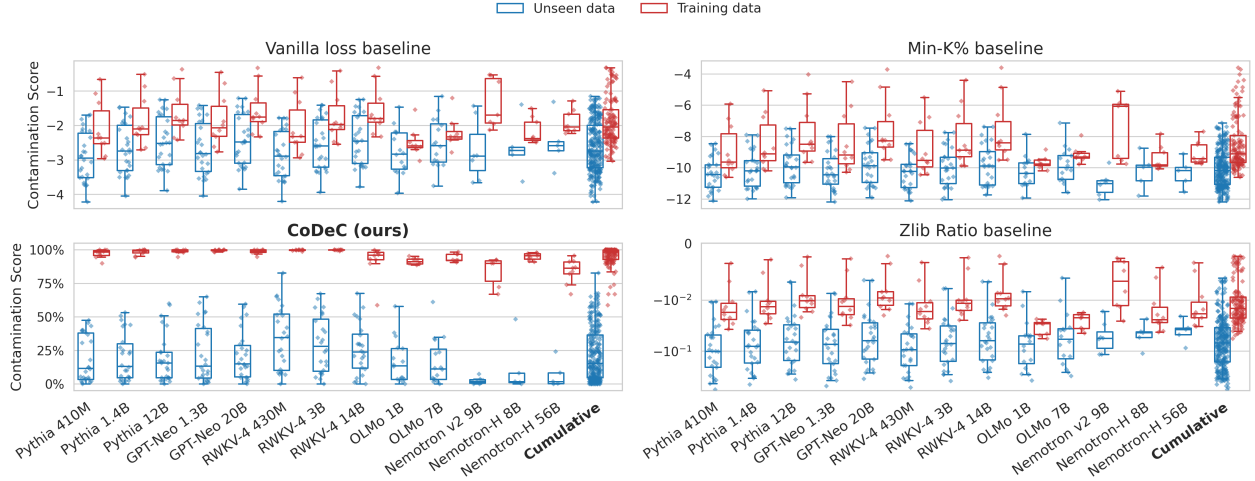 Unseen data Training data
Vanilla loss baseline
Contamination Score
−1
−2
−3
−4
Min-K% baseline
−4
−6
−8
−10
−12
CoDeC (ours)
Contamination Score
100%
75%
50%
25%
0%
Pythia 410M
Pythia 1.4B
Pythia 12B
GPT-Neo 1.3B
GPT-Neo 20B
RWKV-4 430M
RWKV-4 3B
RWKV-4 14B
OLMo 1B
OLMo 7B
Nemotron v2 9B
Nemotron-H 8B
Nemotron-H 56B
Cumulative
Zlib Ratio baseline
0
−10⁻²
−10⁻¹
Pythia 410M
Pythia 1.4B
Pythia 12B
GPT-Neo 1.3B
GPT-Neo 20B
RWKV-4 430M
RWKV-4 3B
RWKV-4 14B
OLMo 1B
OLMo 7B
Nemotron v2 9B
Nemotron-H 8B
Nemotron-H 56B
Cumulative